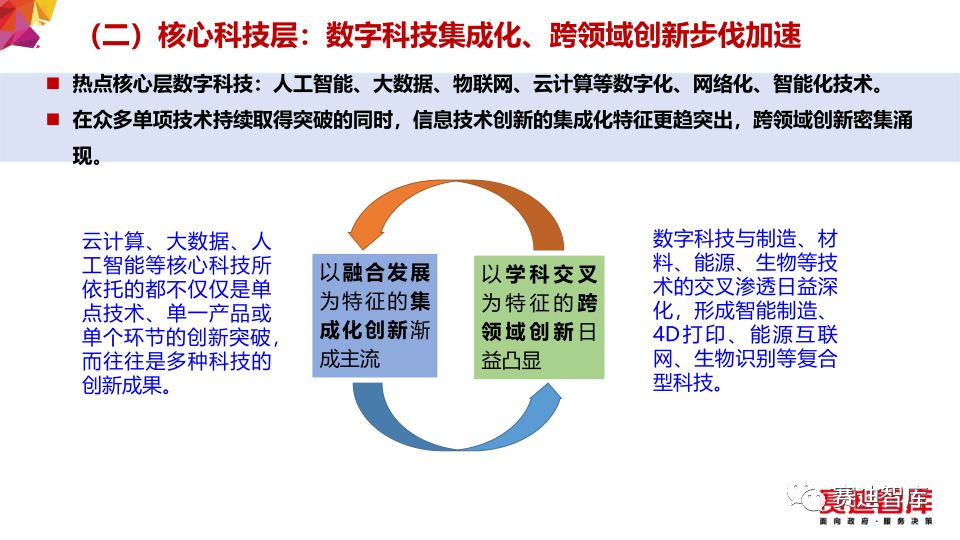 （二）核心科技层：数字科技集成化、跨领域创新步伐加速
热点核心层数字科技：人工智能、大数据、物联网、云计算等数字化、网络化、智能化技术。
在众多单项技术持续取得突破的同时，信息技术创新的集成化特征更趋突出，跨领域创新密集涌
现。
云计算、大数据、人
工智能等核心科技所
依托的都不仅仅是单
点技术、单一产品或
单个环节的创新突破，
而往往是多种科技的
创新成果。
以融合发展
为特征的集
成化创新渐
成主流
以学科交叉
为特征的跨
领域创新日
益凸显
数字科技与制造、材
料、能源、生物等技
术的交叉渗透日益深
化，形成智能制造、
4D打印、能源互联
网、生物识别等复合
型科技。
赛迪智库
赛迪智库
面向政府·服务决策